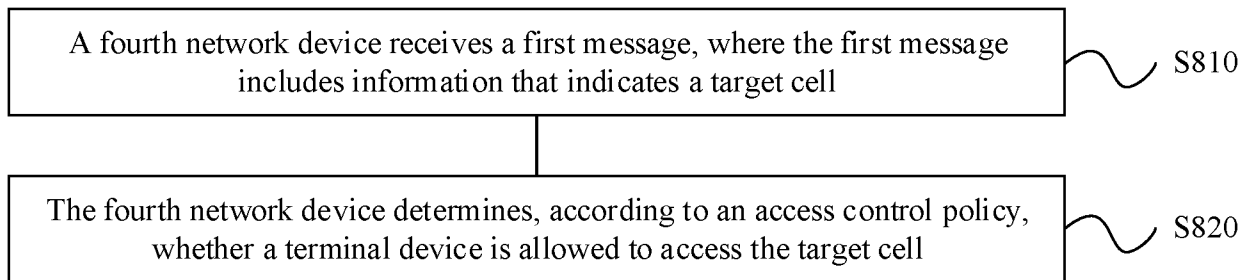 A fourth network device receives a first message, where the first message
includes information that indicates a target cell
S810
The fourth network device determines, according to an access control policy,
whether a terminal device is allowed to access the target cell
S820